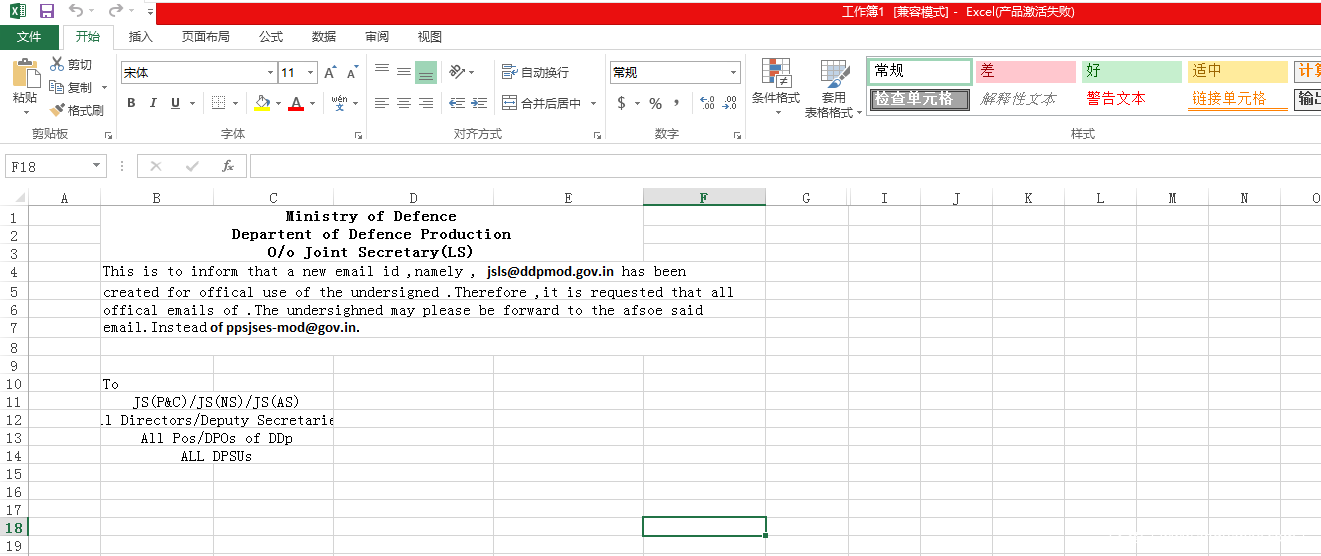 工作簿1 [兼容模式] - Excel(产品激活失败)
文件 开始 插入 页面布局 公式 数据 审阅 视图
粘贴 剪切 复制 格式刷
宋体 11
B I U A wén
自动换行
合并后居中
常规
$ % ,
条件格式
套用
表格格式
常规 差 好 适中 计算
检查单元格 解释性文本 警告文本 链接单元格 输出
剪贴板 字体 对齐方式 数字 样式
F18 fx
A B C D E F G I J K L M N O
1 Ministry of Defence
2 Departent of Defence Production
3 O/o Joint Secretary(LS)
4 This is to inform that a new email id ,namely , jsls@ddpmod.gov.in has been
5 created for offical use of the undersigned .Therefore ,it is requested that all
6 offical emails of .The undersighned may please be forward to the afsoe said
7 email.Instead of ppsjses-mod@gov.in.
8
9
10 To
11 JS(P&C)/JS(NS)/JS(AS)
12 ll Directors/Deputy Secretarie
13 All Pos/DPOs of DDp
14 ALL DPSUs
15
16
17
18
19